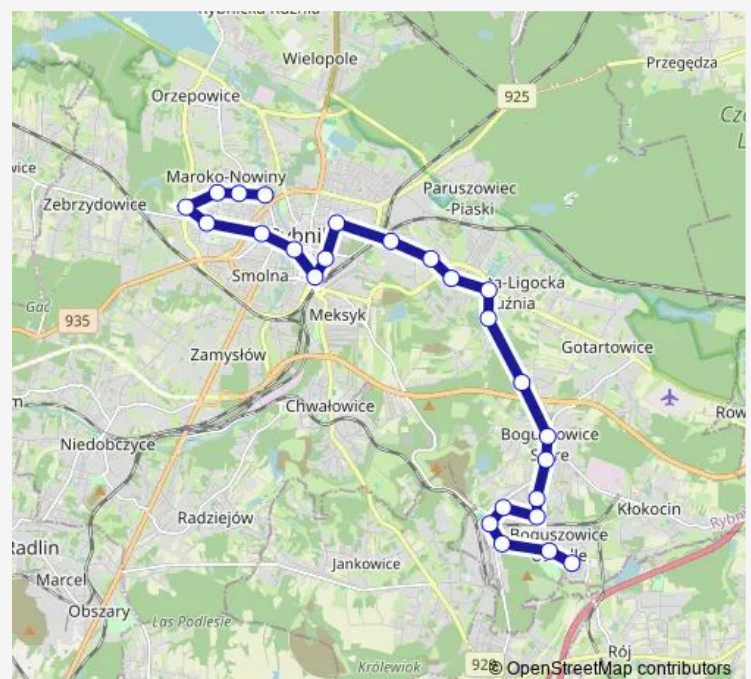 Wielopole
Przegędza
Orzepowice
925
Maroko-Nowiny
Paruszowiec
-Piaski
Zebrzydowice
Smolna
935
Meksyk
Gotartowice
Zamysłów
Chwałowice
Niedobczyce
Radziejów
Kłokocin
Boguszowice
Jankowice
Marcel
Obszary
Las Podlesie
Rój
Królewiok
© OpenStreetMap contributors